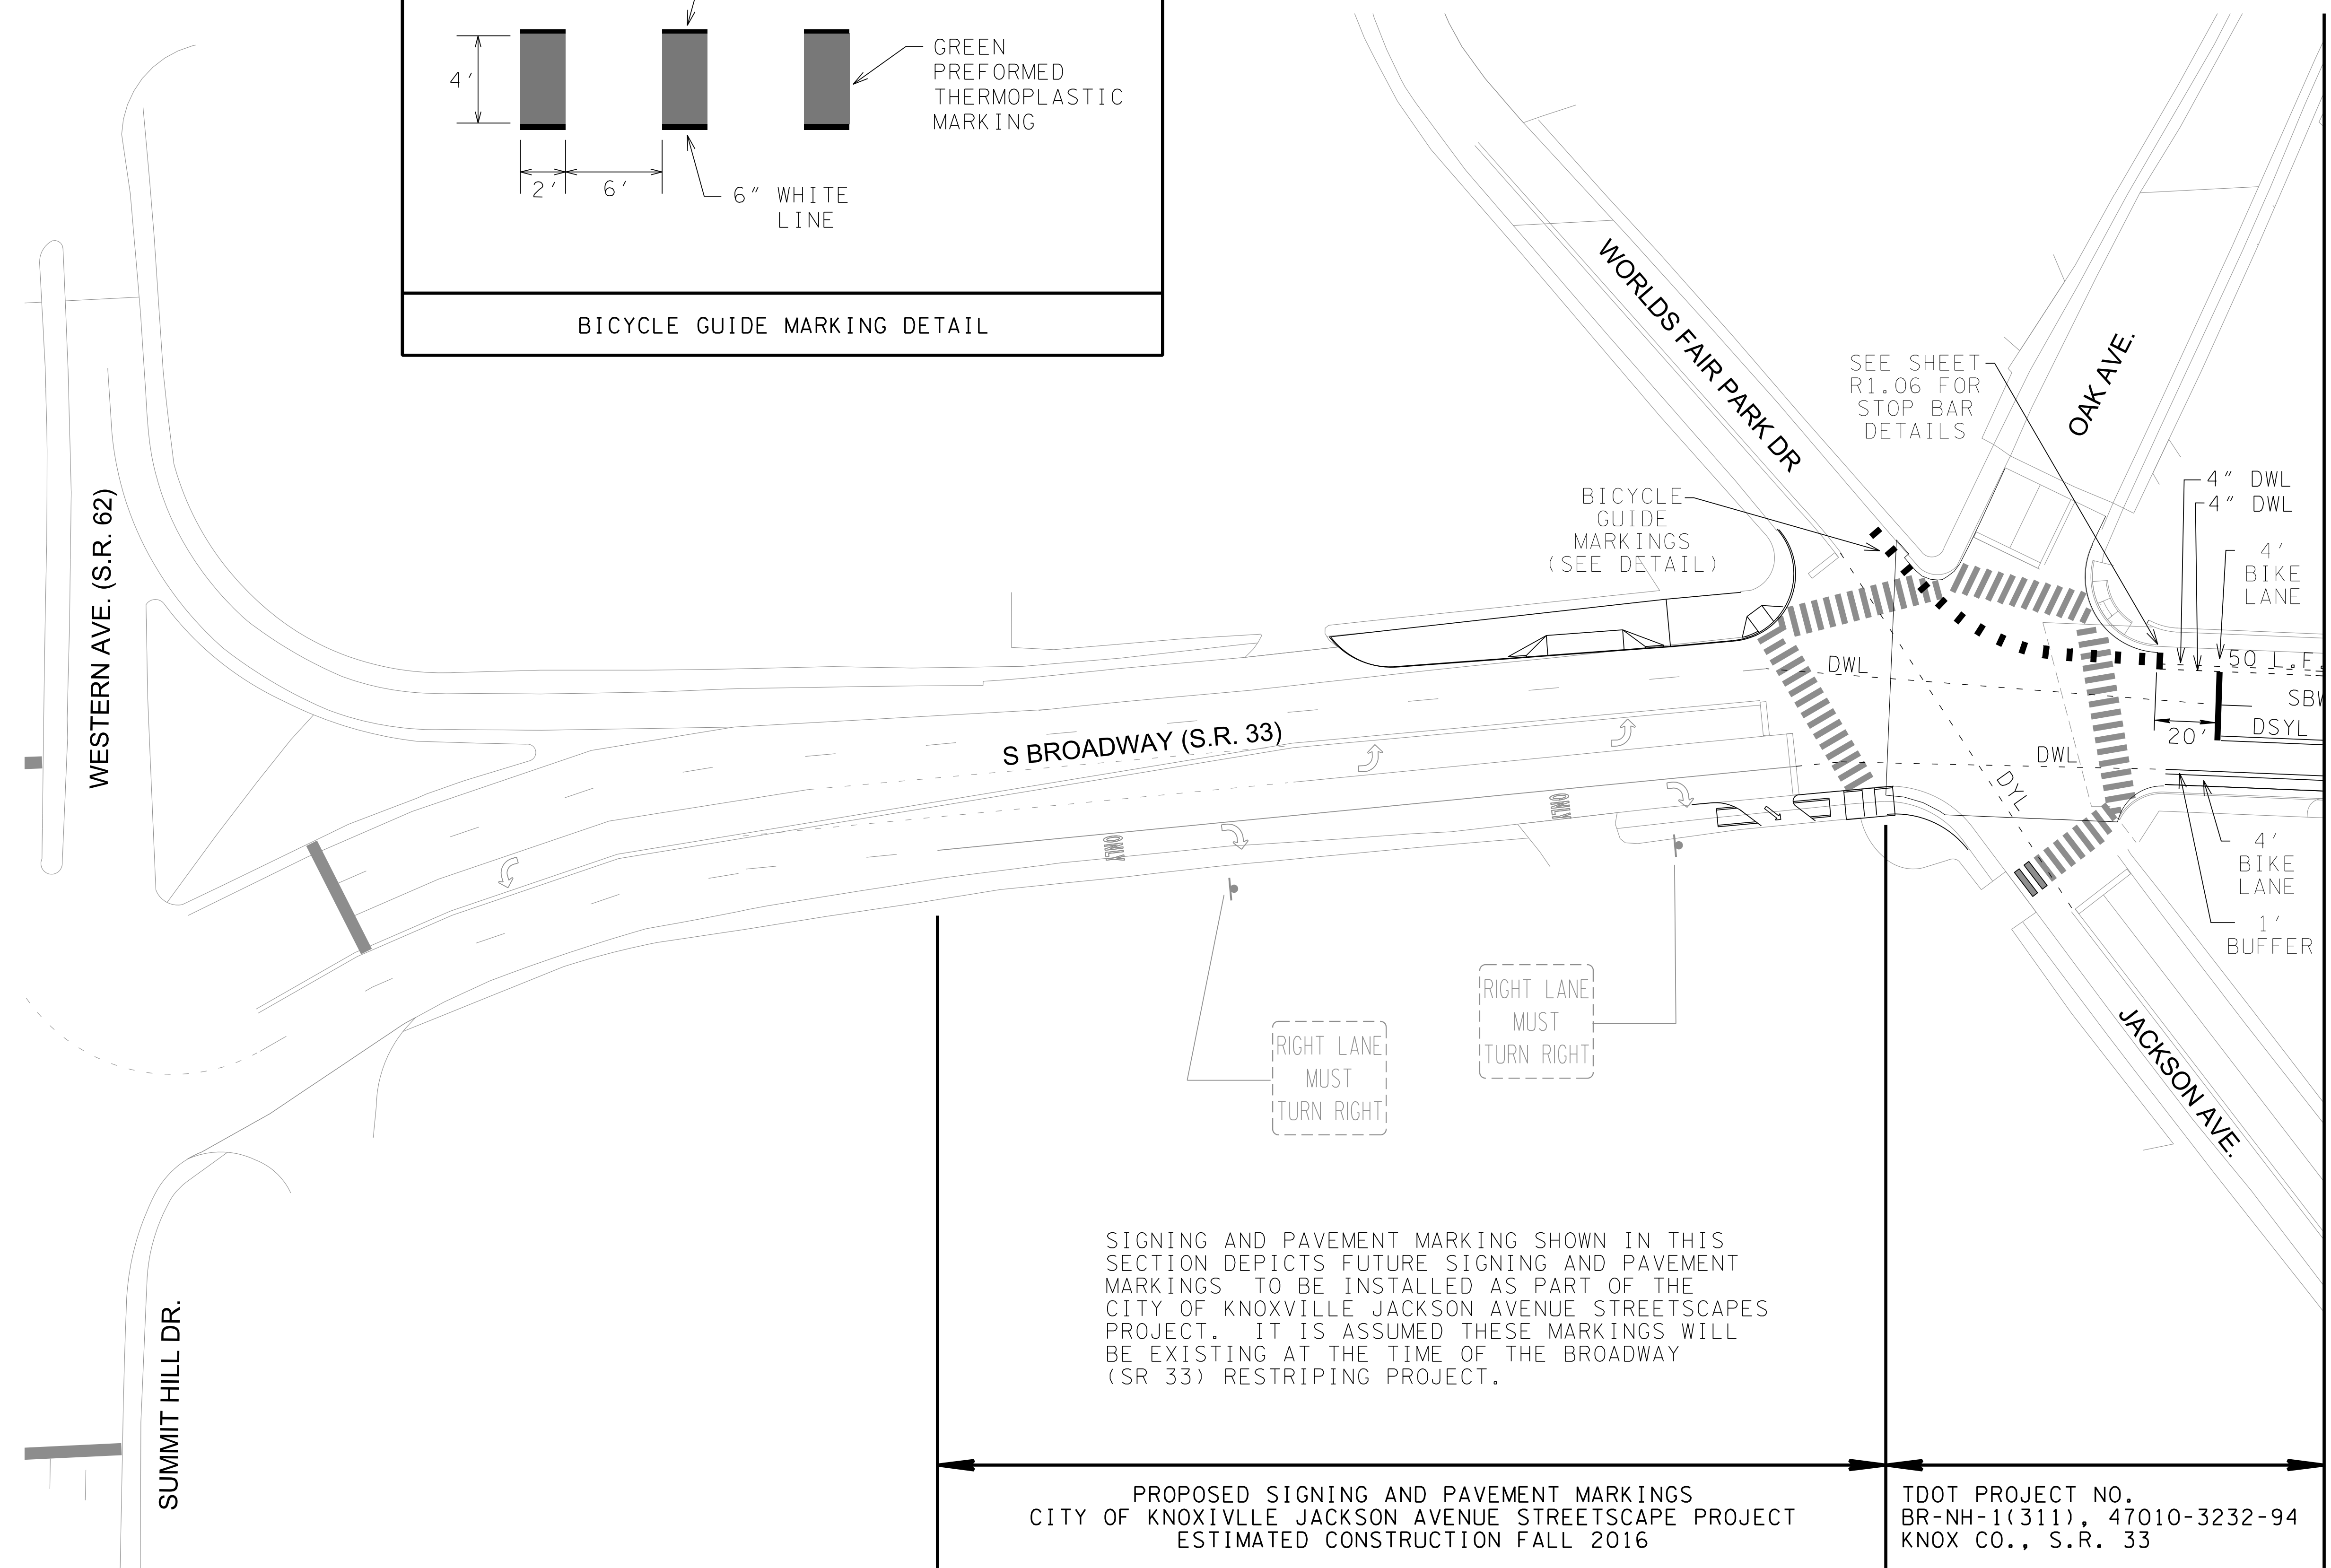 4'
GREEN
PREFORMED
THERMOPLASTIC
MARKING
2'
6'
6" WHITE
LINE
BICYCLE GUIDE MARKING DETAIL
WORLDS FAIR PARK DR
OAK AVE.
SEE SHEET
R1.06 FOR
STOP BAR
DETAILS
BICYCLE
GUIDE
MARKINGS
(SEE DETAIL)
4" DWL
4" DWL
4'
BIKE
LANE
50 L.F.
DWL
SBW
DSYL
20'
DWL
DYL
4'
BIKE
LANE
1'
BUFFER
WESTERN AVE. (S.R. 62)
S BROADWAY (S.R. 33)
ONLY
ONLY
RIGHT LANE
MUST
TURN RIGHT
RIGHT LANE
MUST
TURN RIGHT
JACKSON AVE.
SUMMIT HILL DR.
SIGNING AND PAVEMENT MARKING SHOWN IN THIS
SECTION DEPICTS FUTURE SIGNING AND PAVEMENT
MARKINGS  TO BE INSTALLED AS PART OF THE
CITY OF KNOXVILLE JACKSON AVENUE STREETSCAPES
PROJECT.  IT IS ASSUMED THESE MARKINGS WILL
BE EXISTING AT THE TIME OF THE BROADWAY
(SR 33) RESTRIPING PROJECT.
PROPOSED SIGNING AND PAVEMENT MARKINGS
CITY OF KNOXIVLLE JACKSON AVENUE STREETSCAPE PROJECT
ESTIMATED CONSTRUCTION FALL 2016
TDOT PROJECT NO.
BR-NH-1(311), 47010-3232-94
KNOX CO., S.R. 33